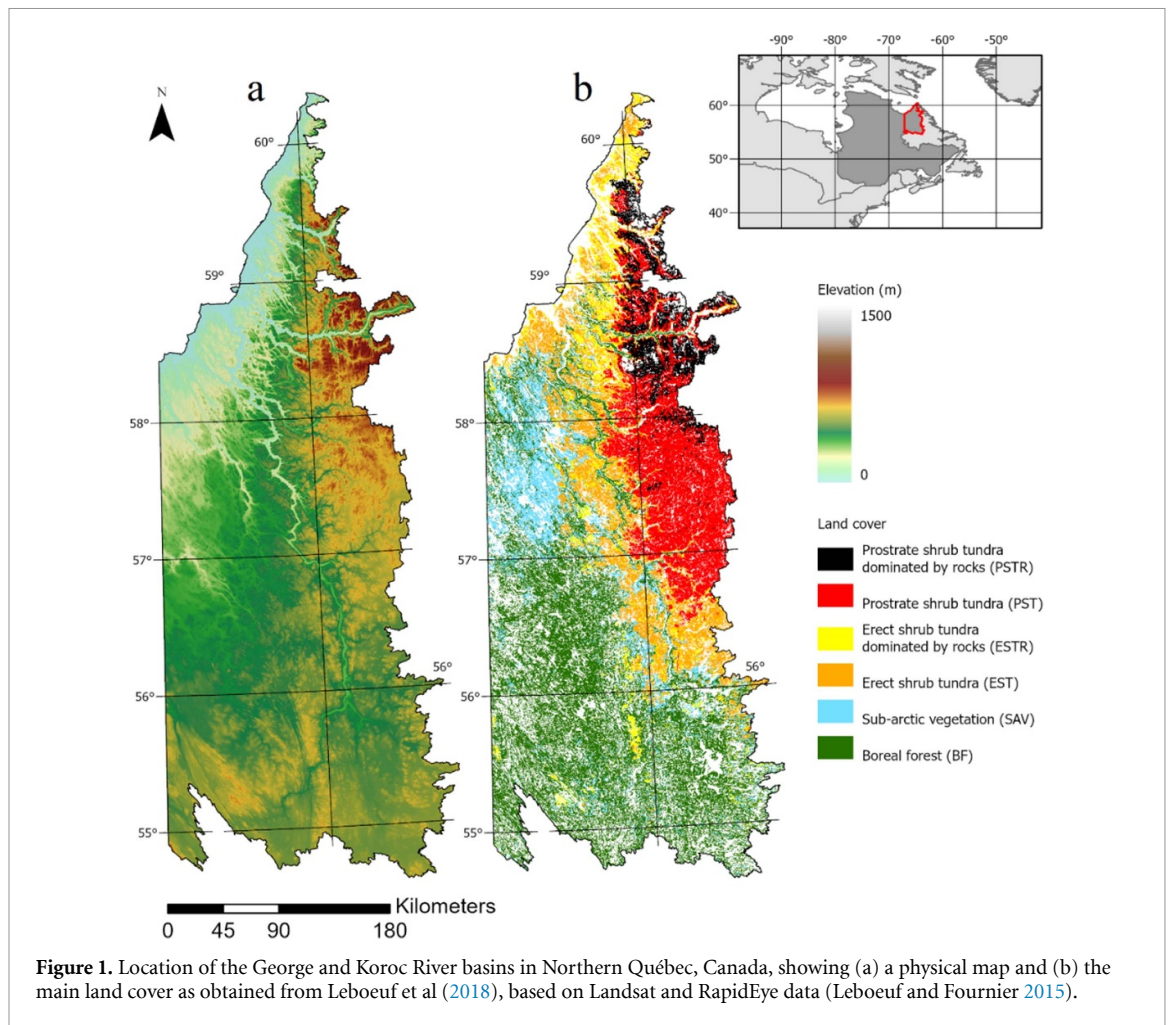 -90° -80° -70° -60° -50°
60°
50°
40°
N
a
b
60°
60°
59°
59°
58°
58°
57°
57°
56°
56°
56°
56°
55°
55°
Elevation (m)
1500
0
Land cover
Prostrate shrub tundra
dominated by rocks (PSTR)
Prostrate shrub tundra (PST)
Erect shrub tundra
dominated by rocks (ESTR)
Erect shrub tundra (EST)
Sub-arctic vegetation (SAV)
Boreal forest (BF)
Kilometers
0 45 90 180
Figure 1. Location of the George and Koroc River basins in Northern Québec, Canada, showing (a) a physical map and (b) the
main land cover as obtained from Leboeuf et al (2018), based on Landsat and RapidEye data (Leboeuf and Fournier 2015).